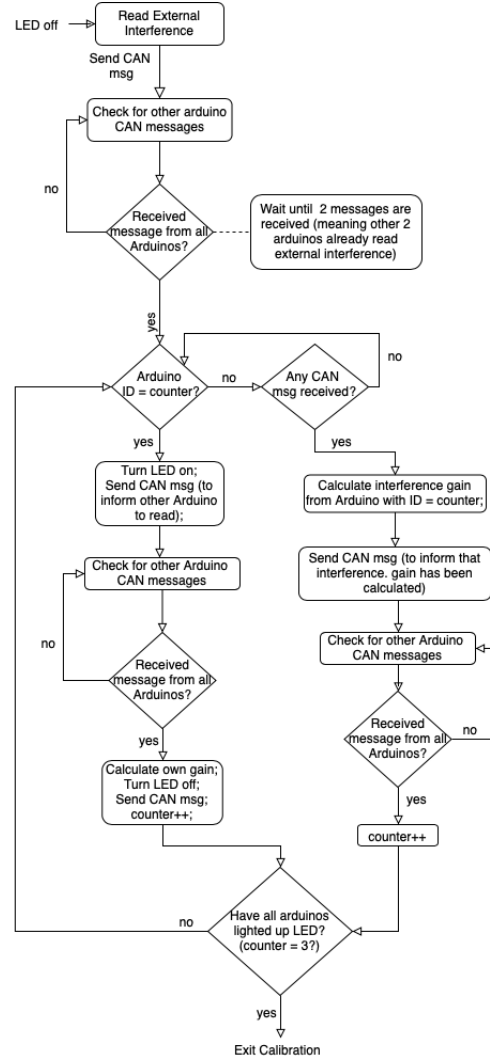 LED off
Read External
Interference
Send CAN
msg
Check for other arduino
CAN messages
no
Received
message from all
Arduinos?
Wait until 2 messages are
received (meaning other 2
arduinos already read
external interference)
yes
Arduino
ID = counter?
no
Any CAN
msg received?
no
yes
yes
Turn LED on;
Send CAN msg (to
inform other Arduino
to read);
Calculate interference gain
from Arduino with ID = counter;
Check for other Arduino
CAN messages
Send CAN msg (to inform that
interference. gain has been
calculated)
no
Received
message from all
Arduinos?
Check for other Arduino
CAN messages
yes
Received
message from all
Arduinos?
no
Calculate own gain;
Turn LED off;
Send CAN msg;
counter++;
yes
counter++
no
Have all arduinos
lighted up LED?
(counter = 3?)
yes
Exit Calibration